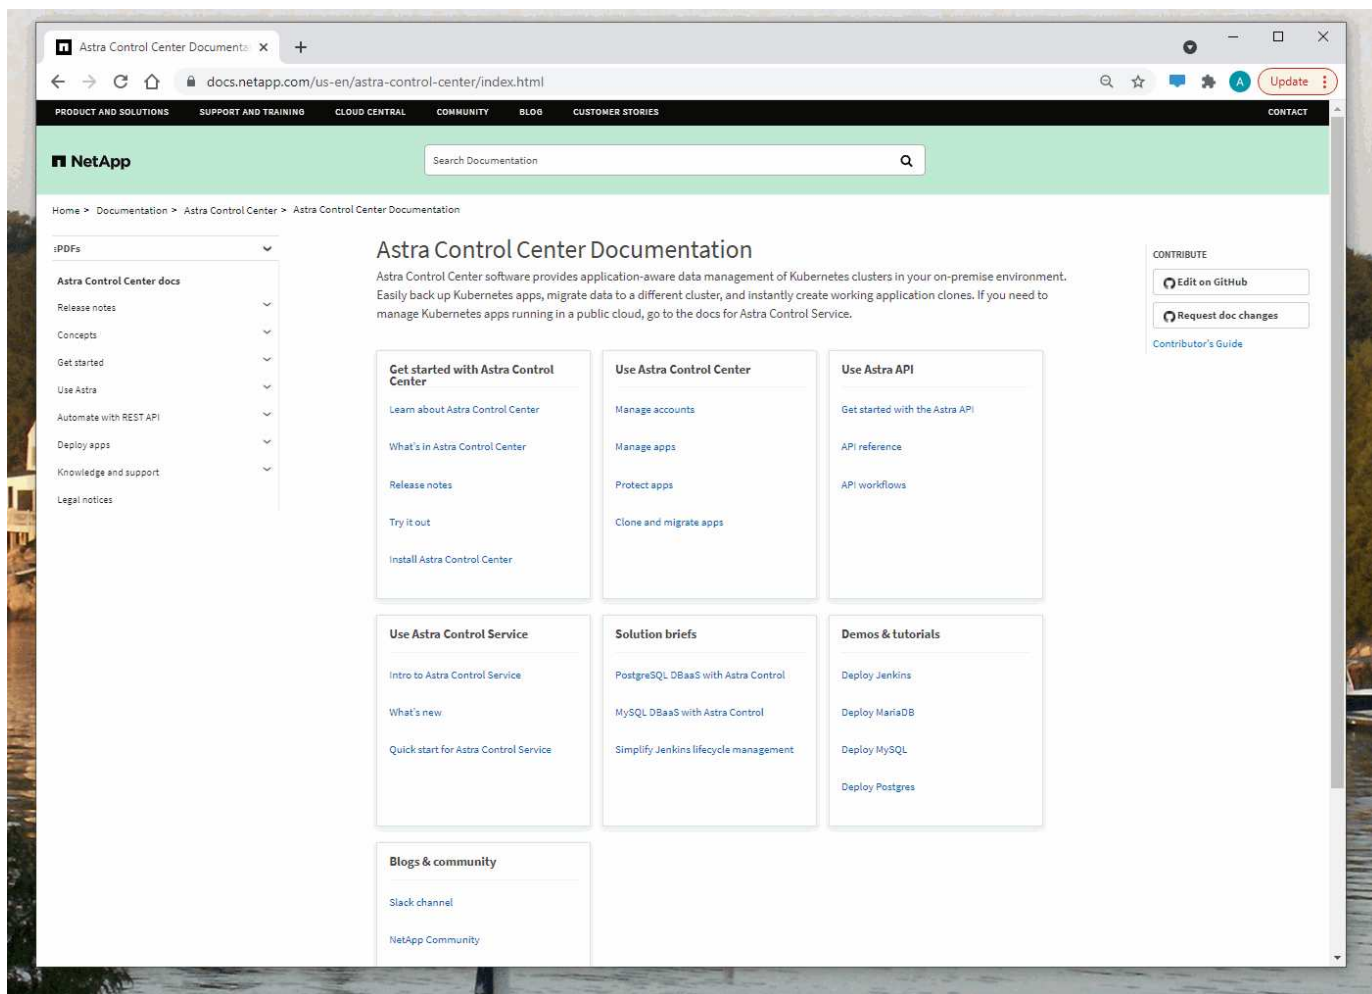 Astra Control Center Documenta
docs.netapp.com/us-en/astra-control-center/index.html
A
Update
PRODUCT AND SOLUTIONS SUPPORT AND TRAINING CLOUD CENTRAL COMMUNITY BLOG CUSTOMER STORIES CONTACT
NetApp
Search Documentation
Home > Documentation > Astra Control Center > Astra Control Center Documentation
PDFs
Astra Control Center docs
Release notes
Concepts
Get started
Use Astra
Automate with REST API
Deploy apps
Knowledge and support
Legal notices
Astra Control Center Documentation
Astra Control Center software provides application-aware data management of Kubernetes clusters in your on-premise environment.
Easily back up Kubernetes apps, migrate data to a different cluster, and instantly create working application clones. If you need to
manage Kubernetes apps running in a public cloud, go to the docs for Astra Control Service.
CONTRIBUTE
Edit on GitHub
Request doc changes
Contributor's Guide
Get started with Astra Control
Center
Learn about Astra Control Center
What's in Astra Control Center
Release notes
Try it out
Install Astra Control Center
Use Astra Control Center
Manage accounts
Manage apps
Protect apps
Clone and migrate apps
Use Astra API
Get started with the Astra API
API reference
API workflows
Use Astra Control Service
Intro to Astra Control Service
What's new
Quick start for Astra Control Service
Solution briefs
PostgreSQL DBaaS with Astra Control
MySQL DBaaS with Astra Control
Simplify Jenkins lifecycle management
Demos & tutorials
Deploy Jenkins
Deploy MariaDB
Deploy MySQL
Deploy Postgres
Blogs & community
Slack channel
NetApp Community